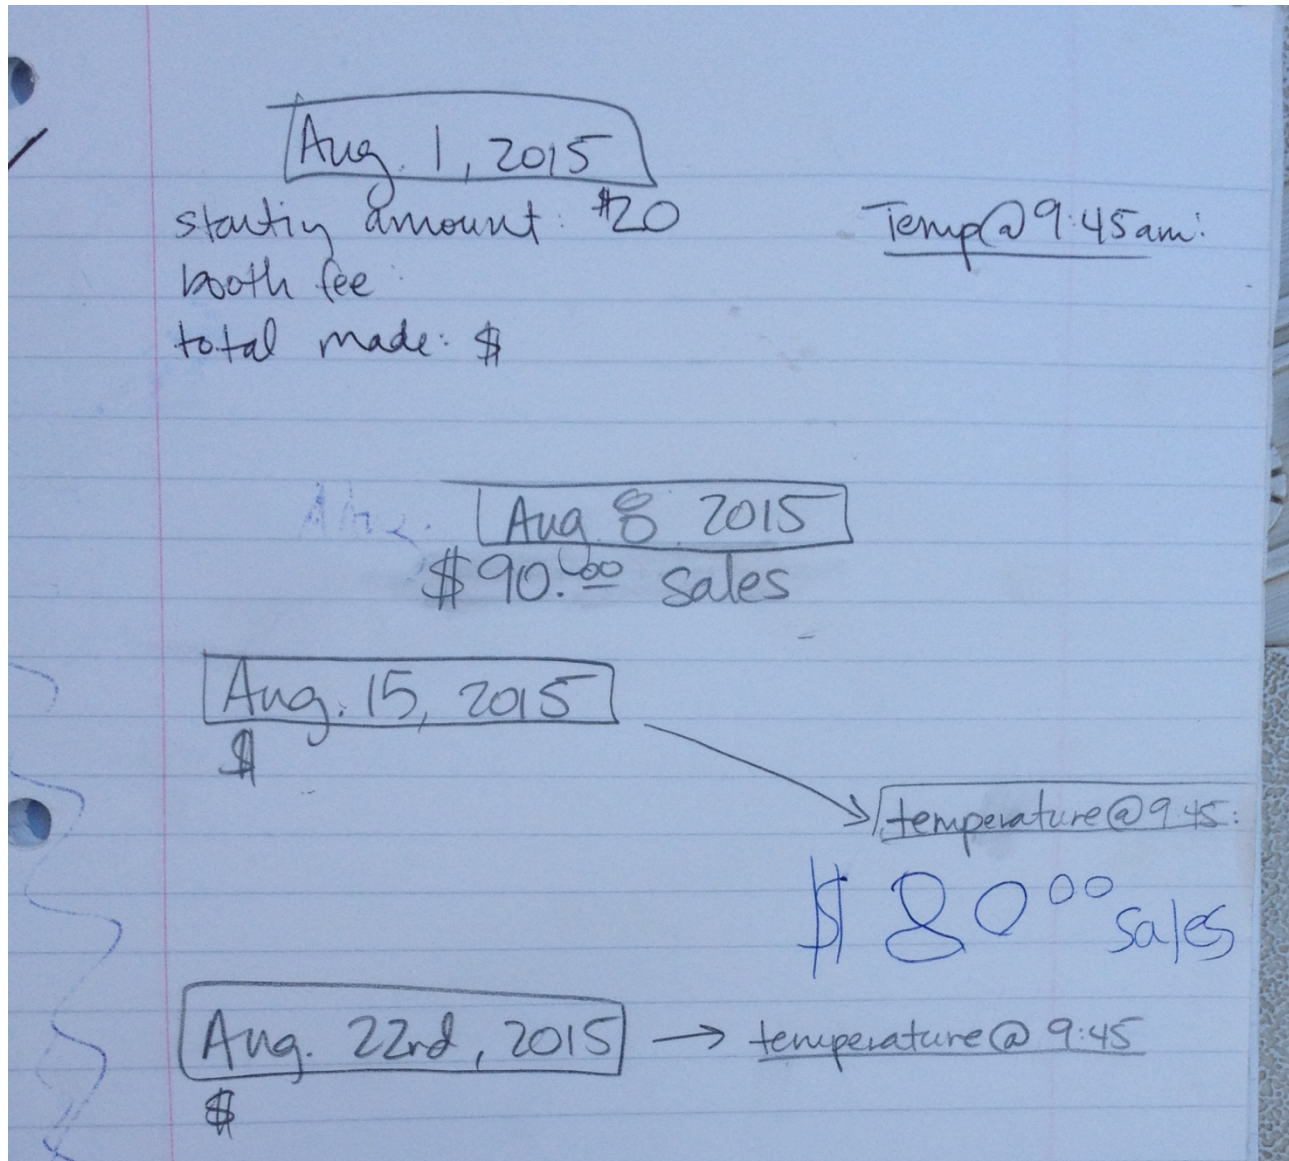 Aug. 1, 2015
starting amount: $20
Temp@9:45am:
booth fee:
total made: $
Aug. 8. 2015
$90.00 sales
Aug. 15, 2015
$
temperature@9:45:
$80 00 sales
Aug. 22nd, 2015 → temperature@ 9:45
$